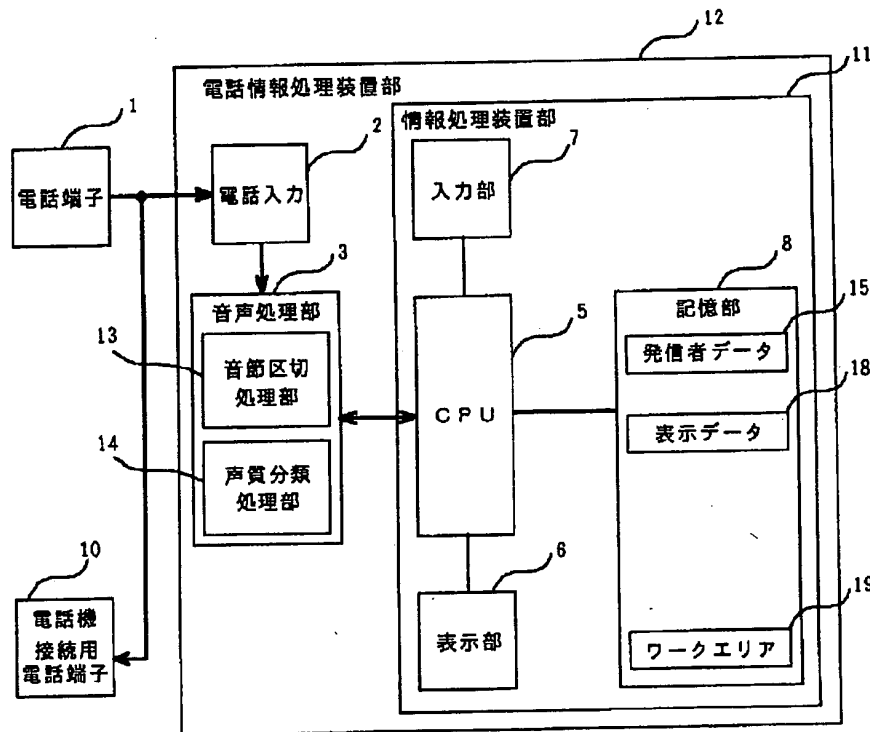 12
電話情報処理装置部
11
1
2
情報処理装置部
7
電話端子
電話入力
入力部
3
音声処理部
8
記憶部
15
13
音節区切
処理部
5
発信者データ
18
CPU
表示データ
14
声質分類
処理部
10
6
電話機
接続用
電話端子
表示部
19
ワークエリア